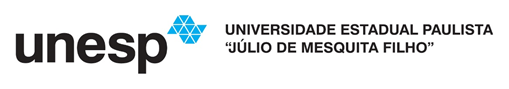 unesp
UNIVERSIDADE ESTADUAL PAULISTA
“JÚLIO DE MESQUITA FILHO”